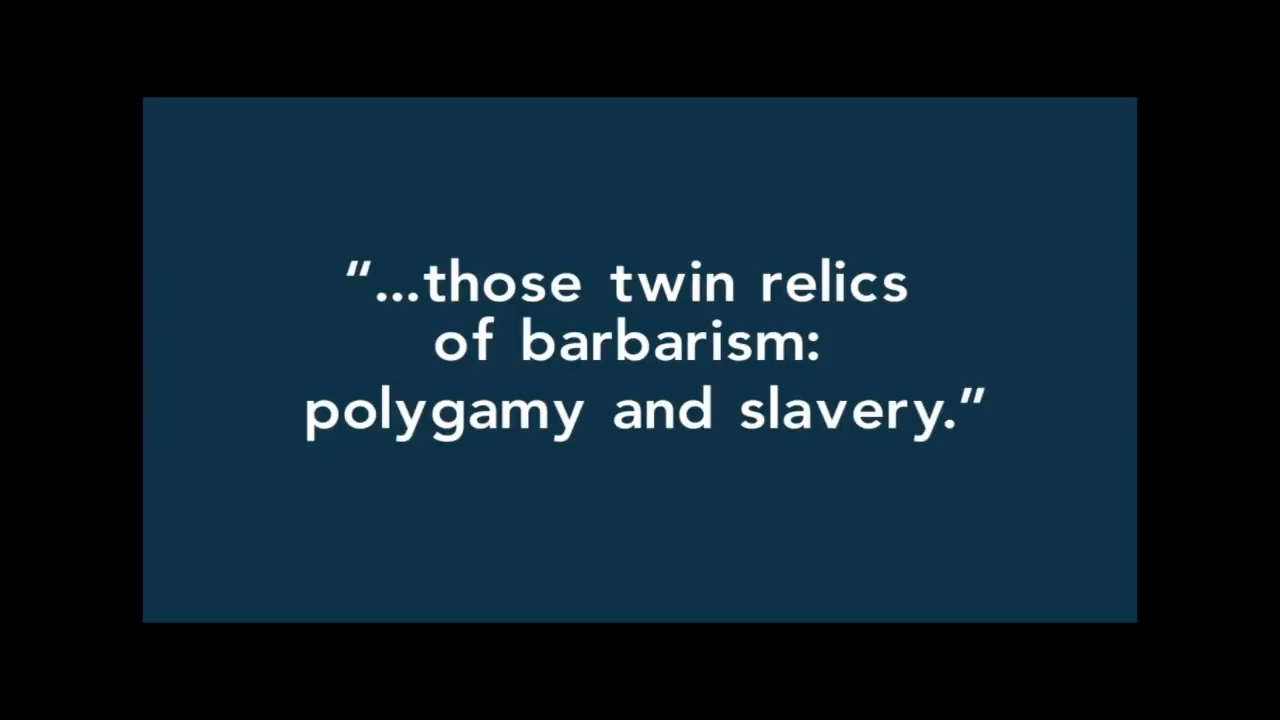 “...those twin relics
of barbarism:
polygamy and slavery.”